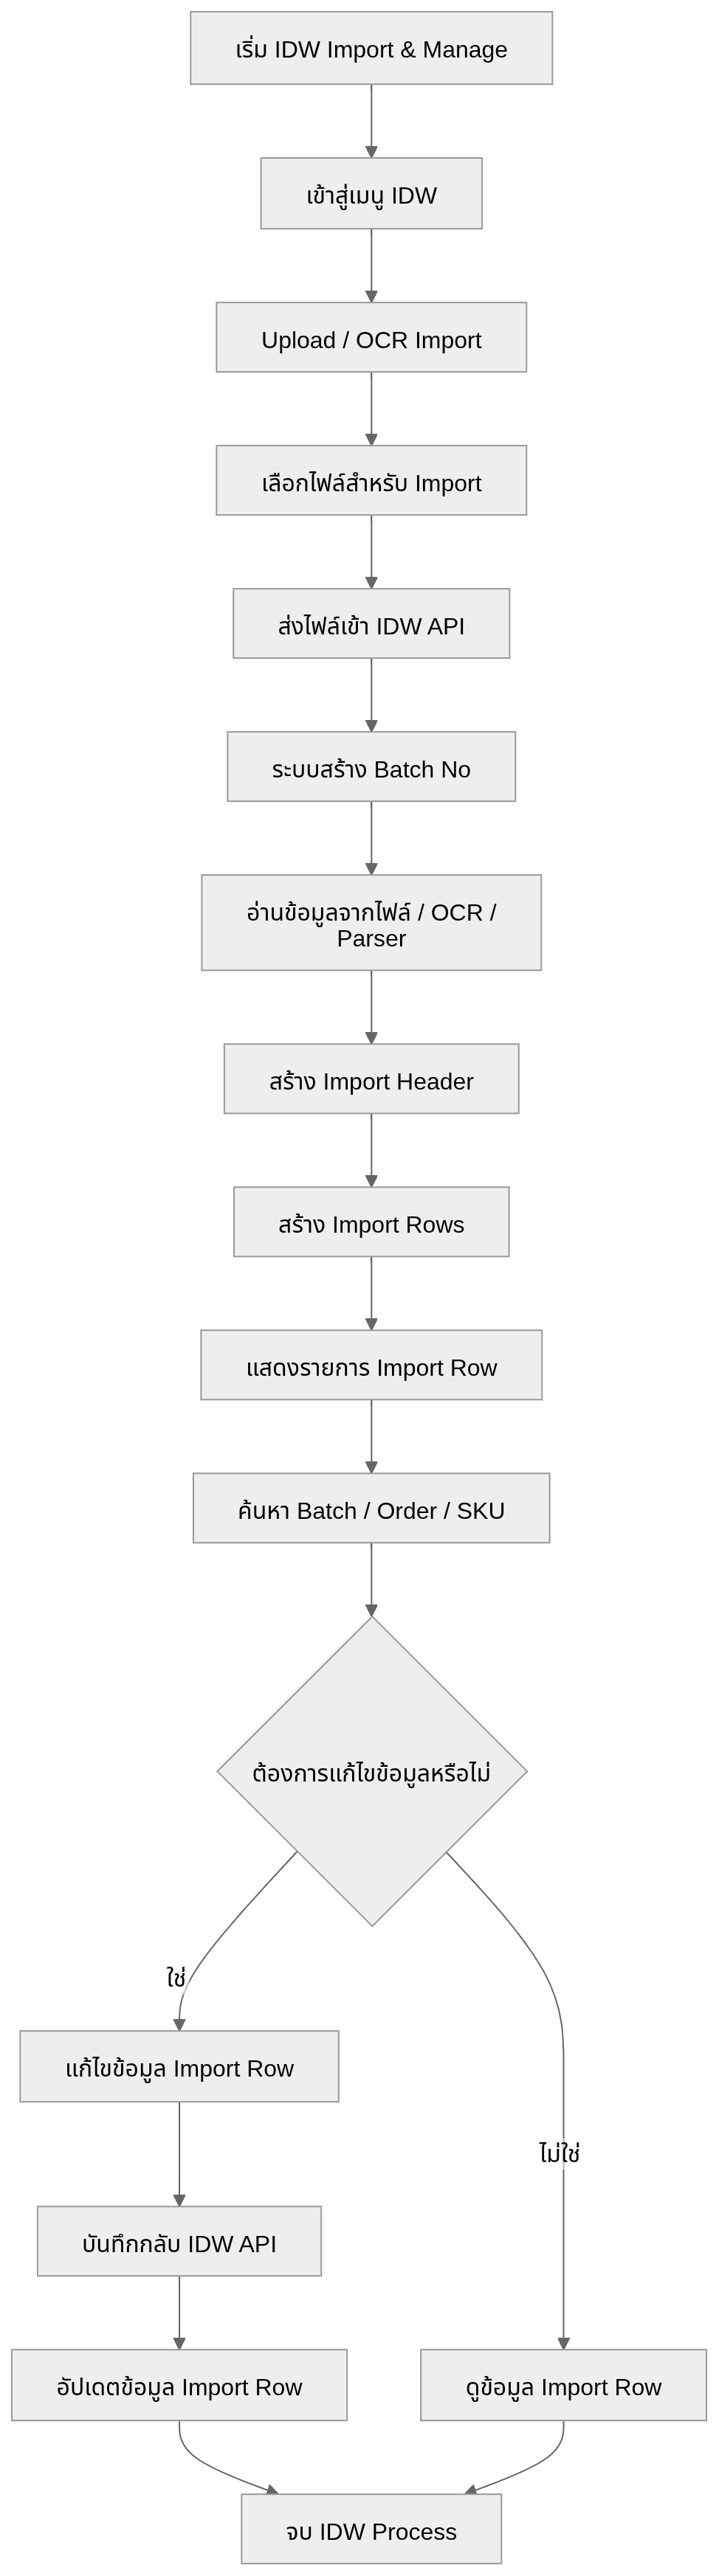 เริ่ม IDW Import & Manage
เข้าสู่เมนู IDW
Upload / OCR Import
เลือกไฟล์สำหรับ Import
ส่งไฟล์เข้า IDW API
ระบบสร้าง Batch No
อ่านข้อมูลจากไฟล์ / OCR /
Parser
สร้าง Import Header
สร้าง Import Rows
แสดงรายการ Import Row
ค้นหา Batch / Order / SKU
ต้องการแก้ไขข้อมูลหรือไม่
ใช่
แก้ไขข้อมูล Import Row
ไม่ใช่
บันทึกกลับ IDW API
อัปเดตข้อมูล Import Row
ดูข้อมูล Import Row
จบ IDW Process